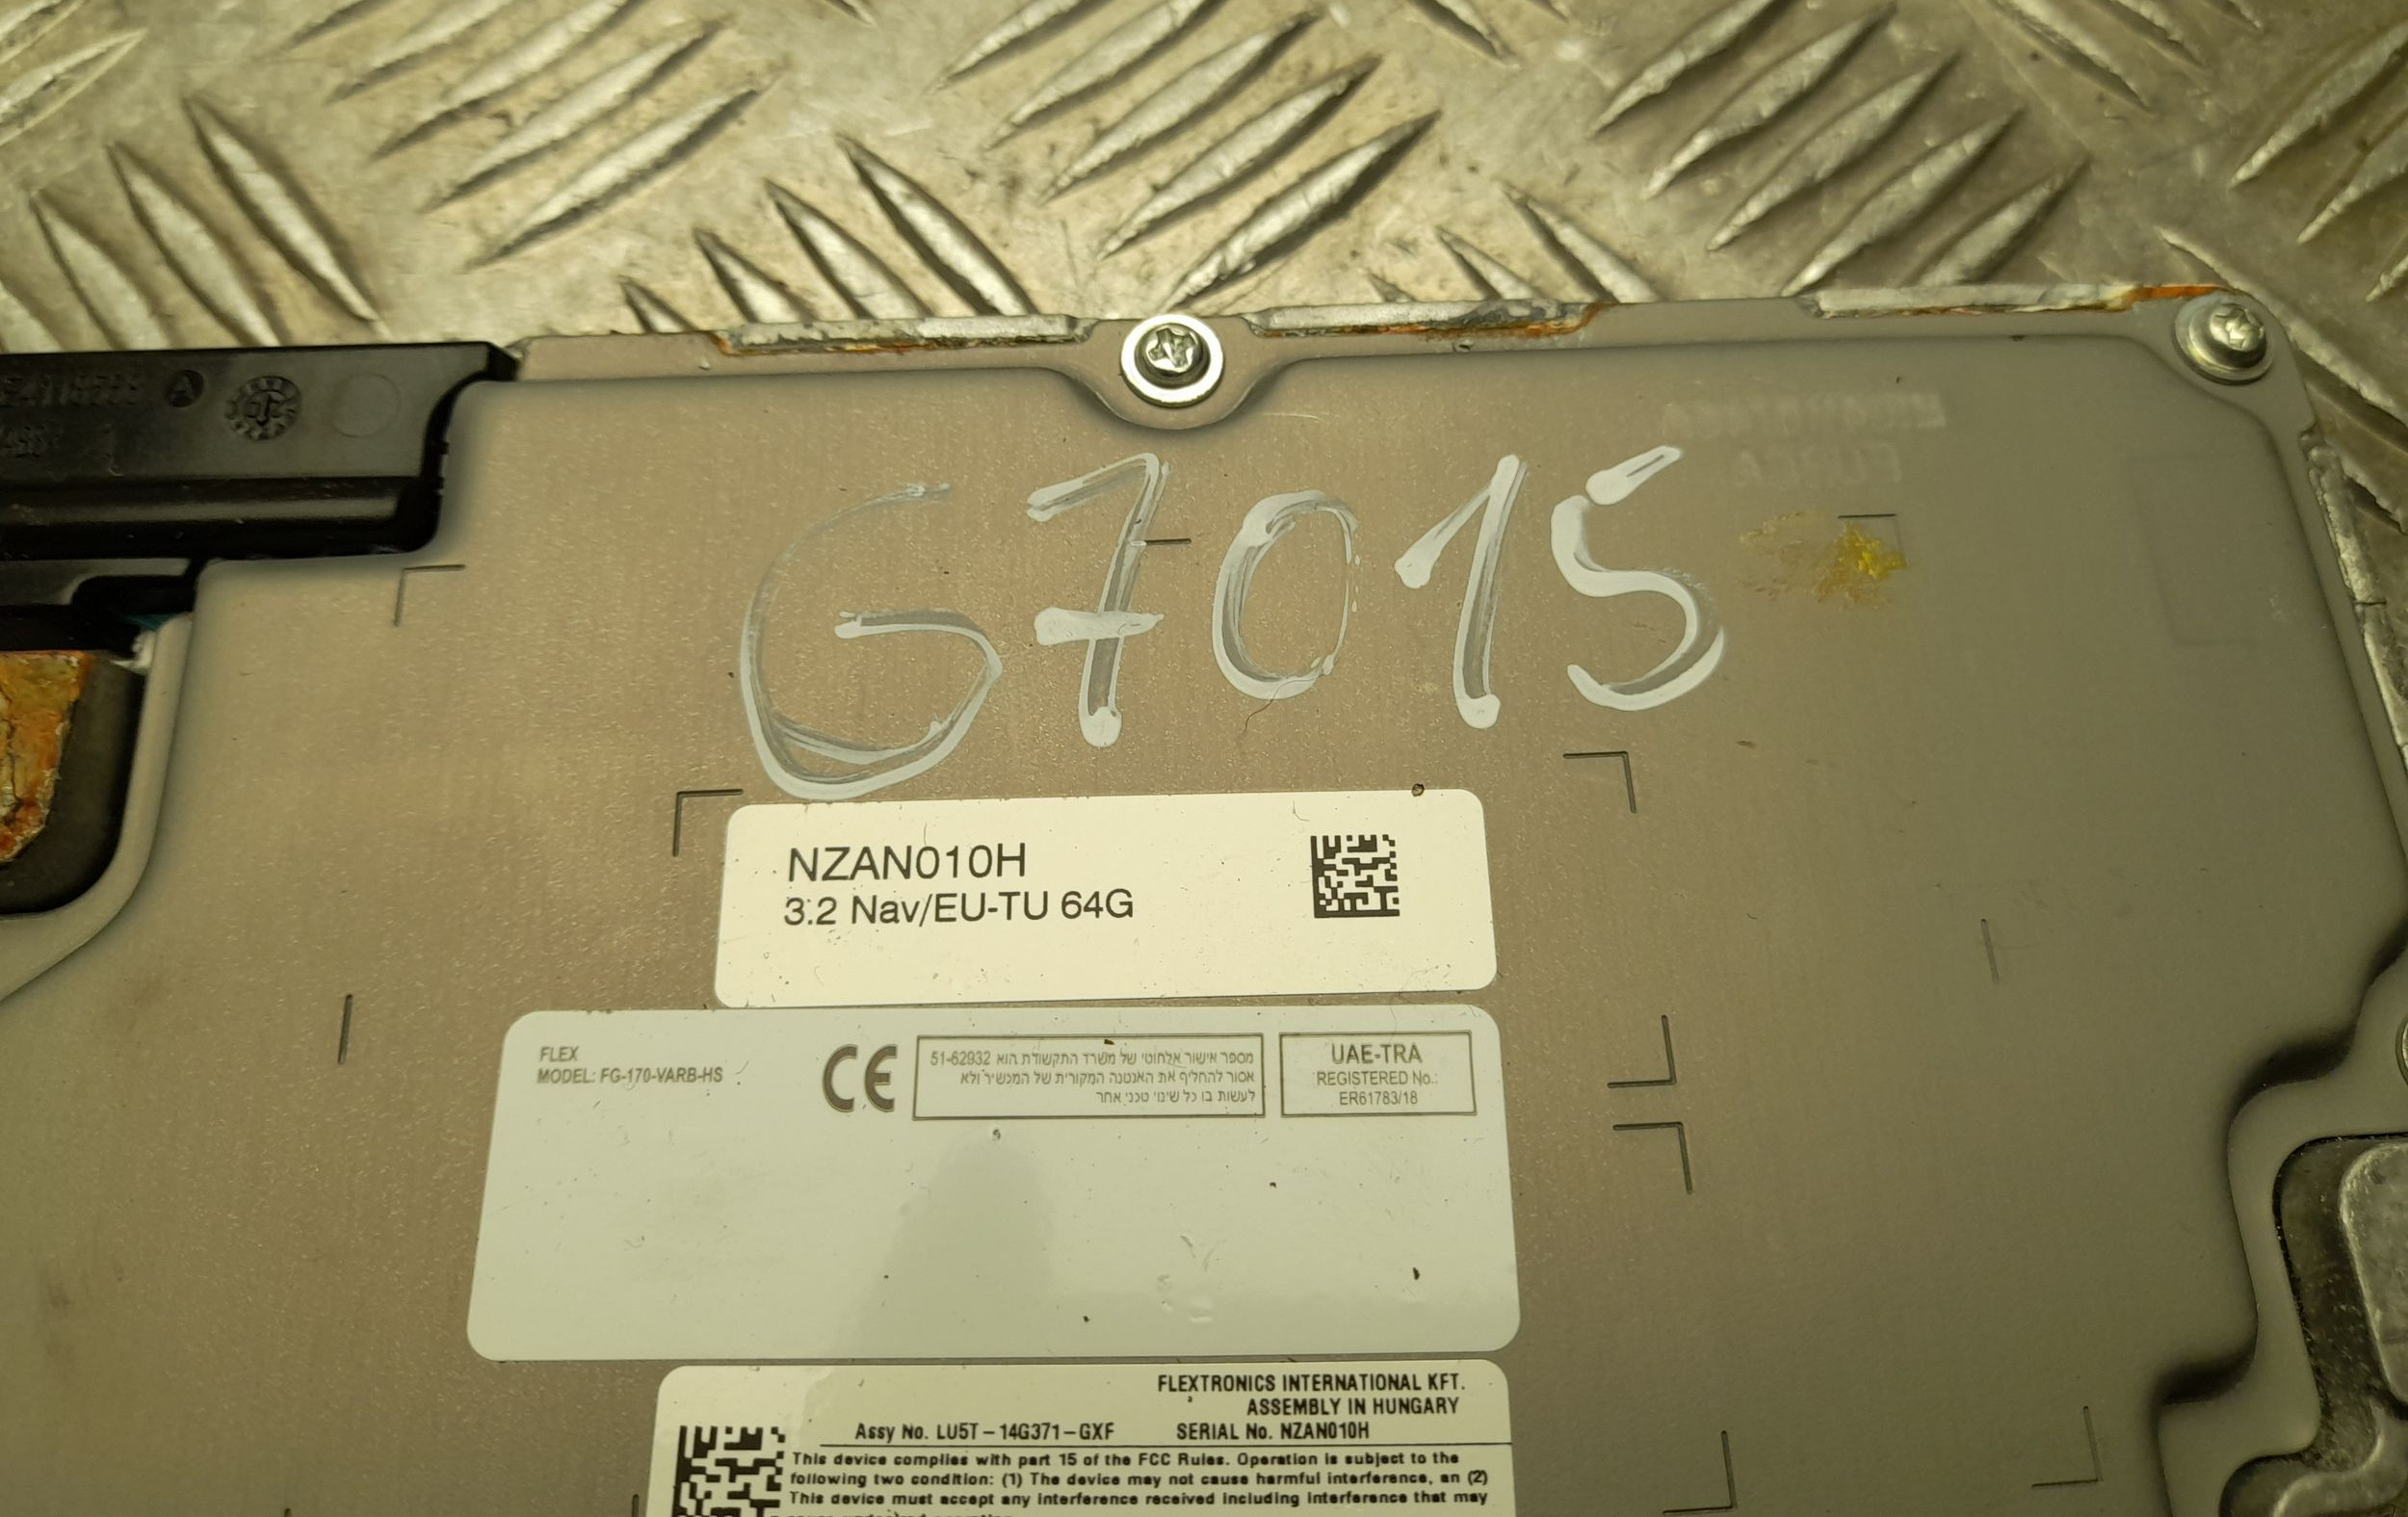 G7015
NZAN010H
3.2 Nav/EU-TU 64G
FLEX
MODEL: FG-170-VARB-HS
CE
מספר אישור אלחוטי של משרד התקשורת הוא 51-62932
אסור להחליף את האנטנה המקורית של המכשיר ולא
לעשות בו כל שינוי טכני אחר
UAE-TRA
REGISTERED No.:
ER61783/18
FLEXTRONICS INTERNATIONAL KFT.
ASSEMBLY IN HUNGARY
Assy No. LU5T-14G371-GXF
SERIAL No. NZAN010H
This device complies with part 15 of the FCC Rules. Operation is subject to the
following two condition: (1) The device may not cause harmful interference, an (2)
This device must accept any interference received including interference that may